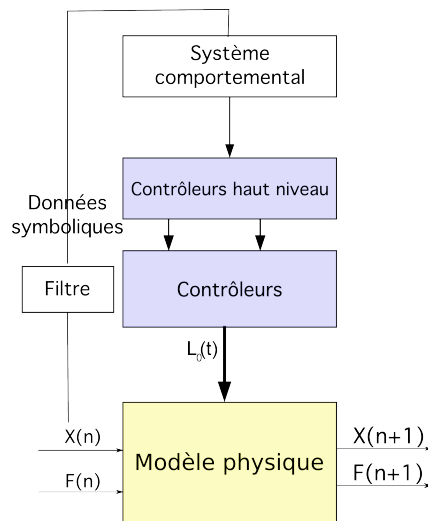 Système
comportemental
Contrôleurs haut niveau
Données
symboliques
Filtre
Contrôleurs
L₀(t)
X(n)
F(n)
Modèle physique
X(n+1)
F(n+1)